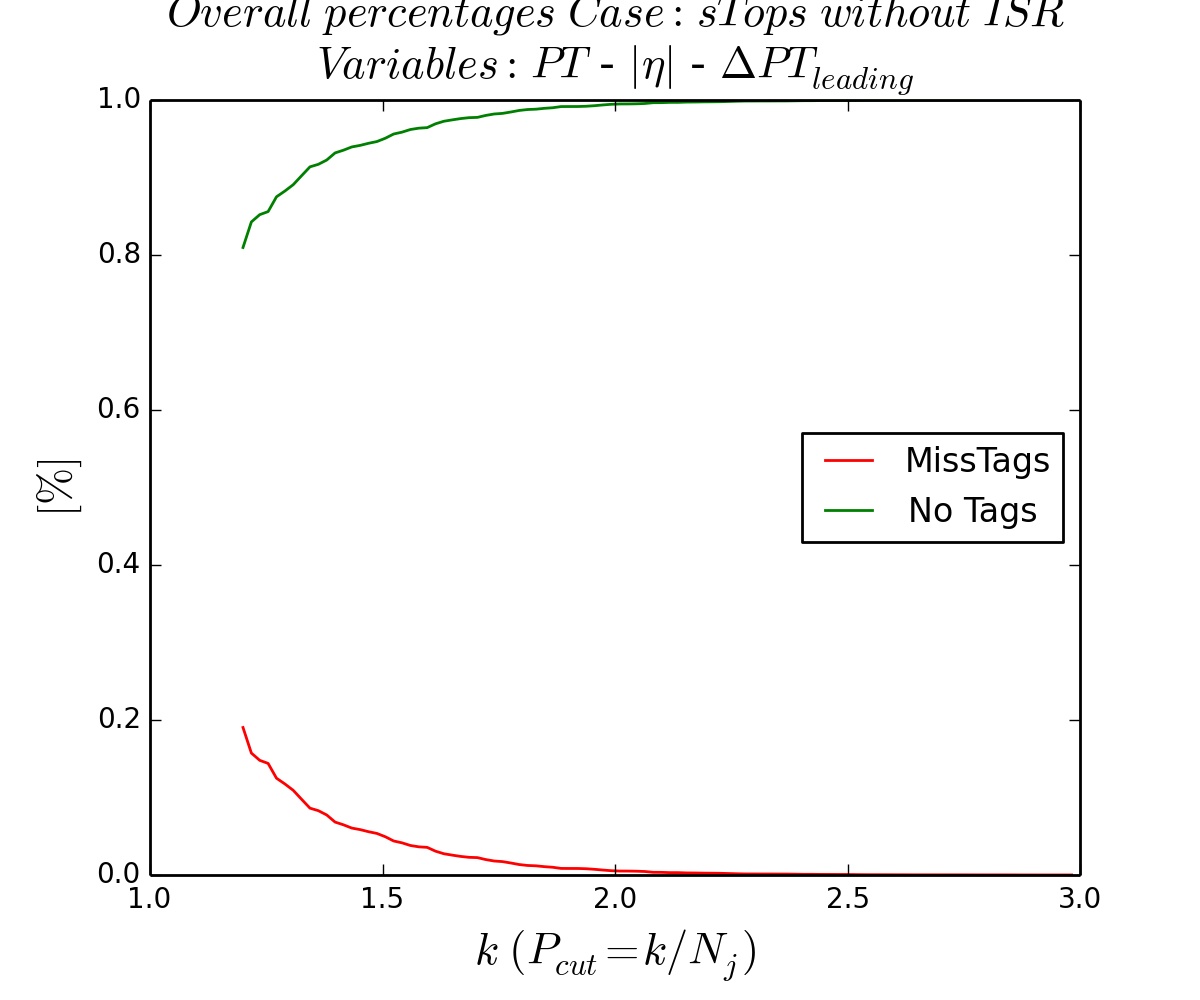 Overall percentages Case: sTops without ISR
Variables: PT - |η| - ΔPT_leading
1.0
0.8
0.6
0.4
0.2
0.0
[%]
MissTags
No Tags
1.0 1.5 2.0 2.5 3.0
k (P_cut = k/N_j)